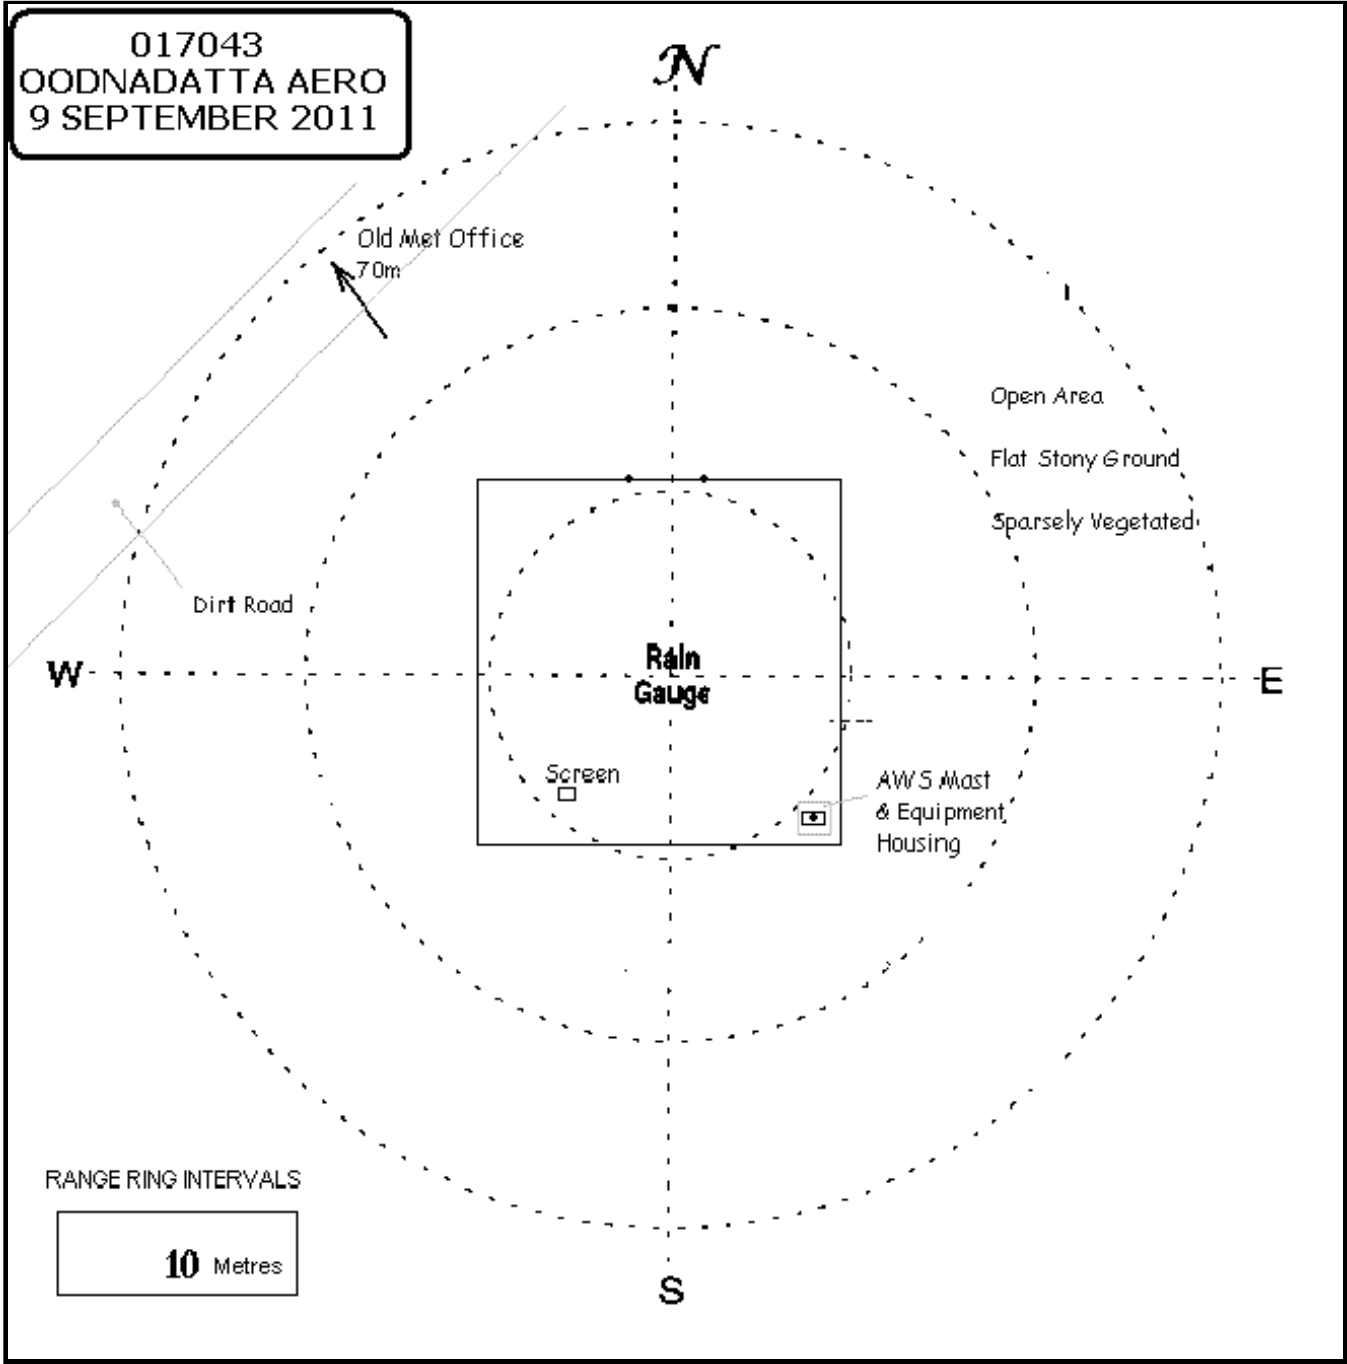 017043
OODNADATTA AERO
9 SEPTEMBER 2011
N
Old Met Office
70m
Open Area
Flat Stony Ground
Sparsely Vegetated
Dirt Road
W
Rain
Gauge
E
Screen
AWS Mast
& Equipment
Housing
RANGE RING INTERVALS
10 Metres
S